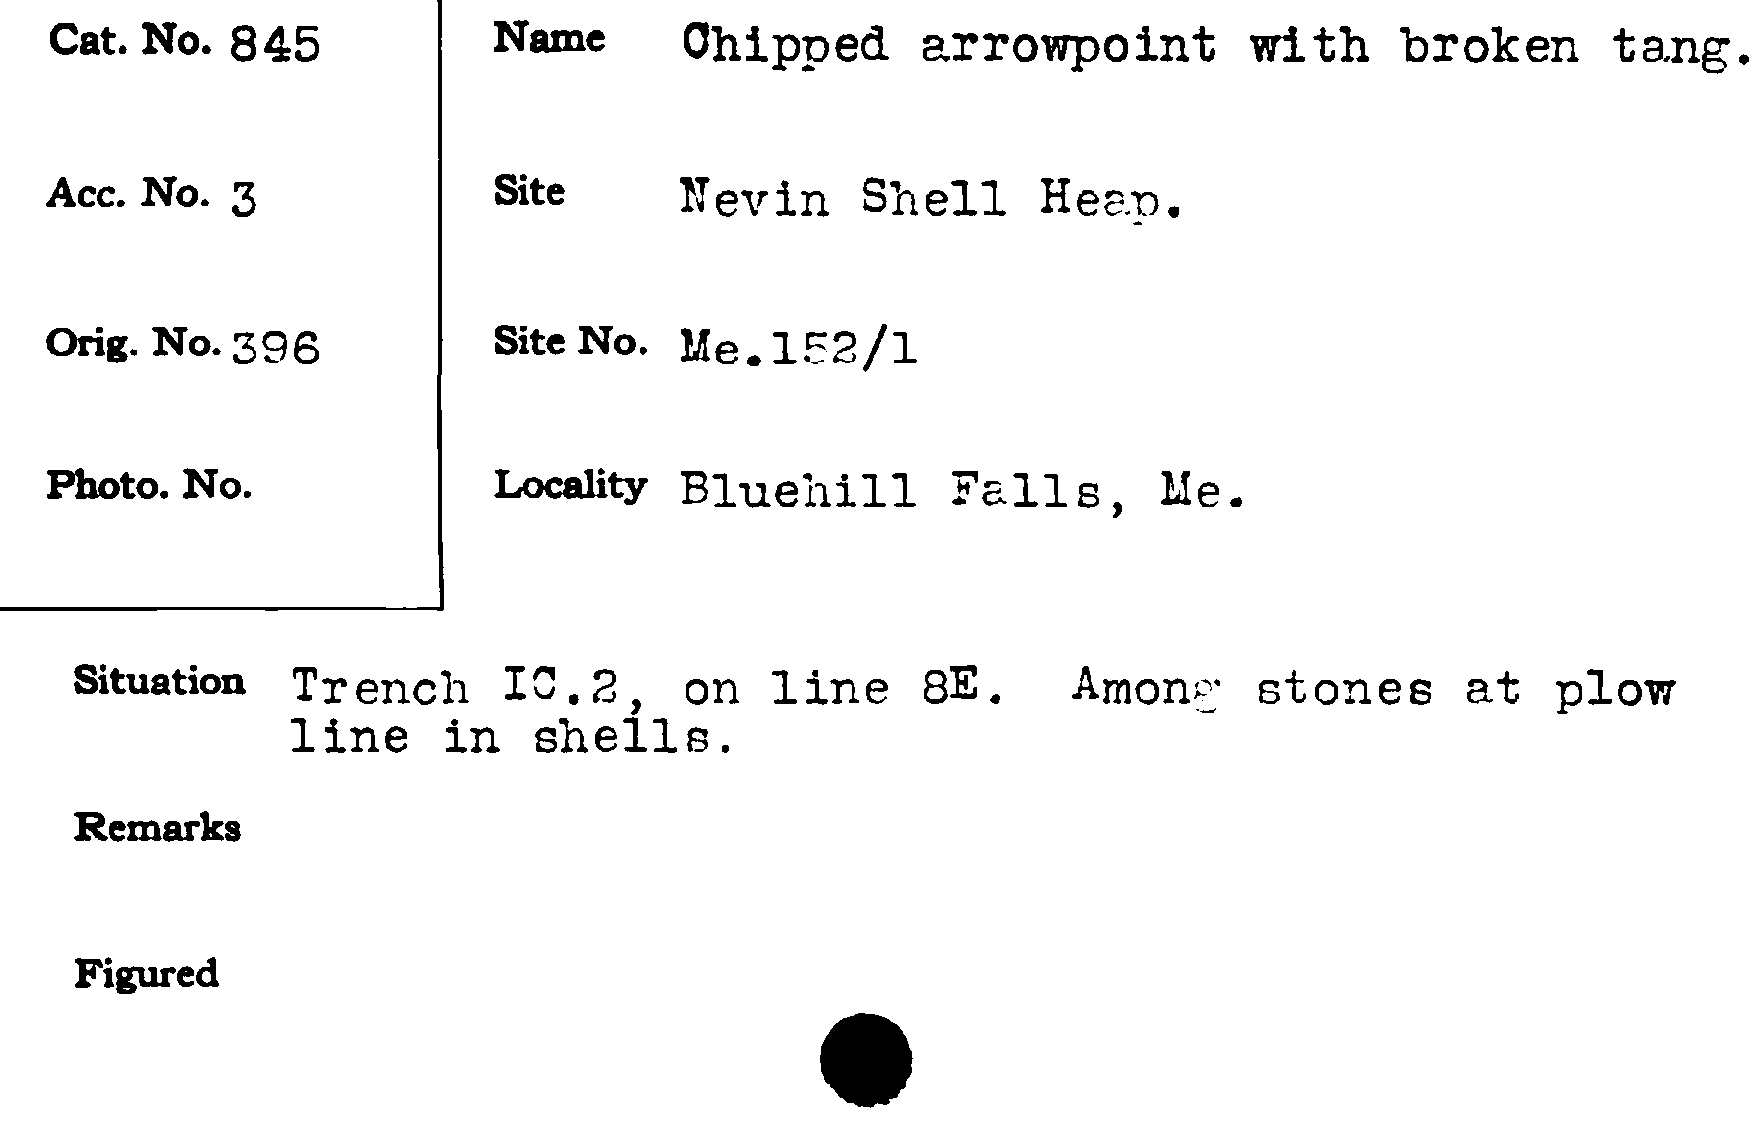 Cat. No. 845
Name Chipped arrowpoint with broken tang.
Acc. No. 3
Site Nevin Shell Heap.
Orig. No. 396
Site No. Me.152/1
Photo. No.
Locality Bluehill Falls, Me.
Situation Trench IC.2, on line 8E. Among stones at plow
line in shells.
Remarks
Figured